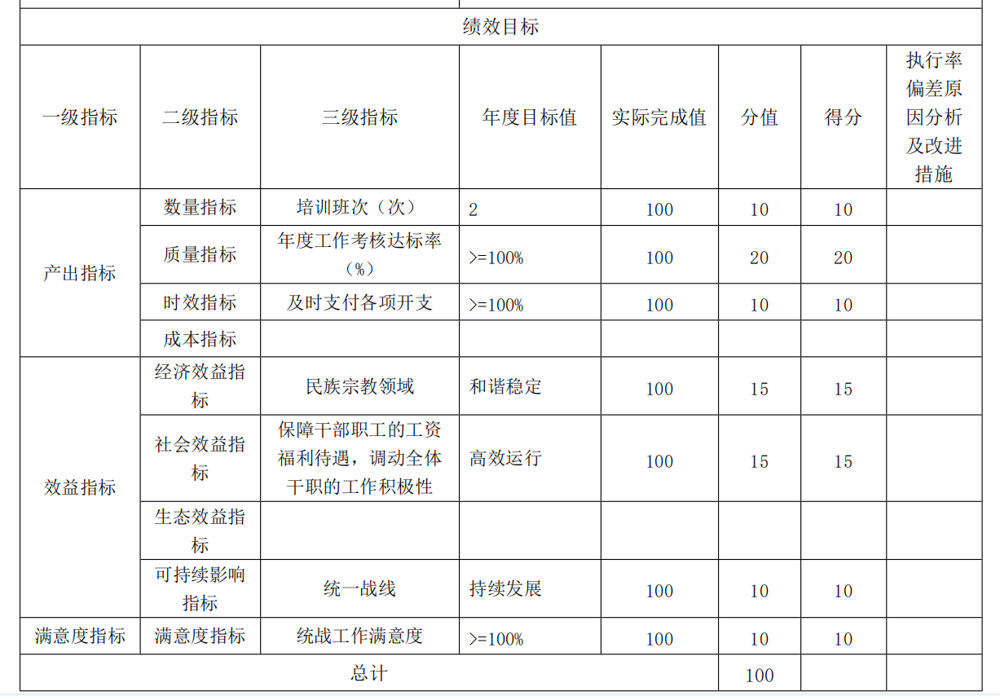 绩效目标
一级指标 二级指标 三级指标 年度目标值 实际完成值 分值 得分 执行率
偏差原
因分析
及改进
措施
产出指标
数量指标 培训班次（次） 2 100 10 10
质量指标 年度工作考核达标率
（%） >=100% 100 20 20
时效指标 及时支付各项开支 >=100% 100 10 10
成本指标
效益指标
经济效益指
标 民族宗教领域 和谐稳定 100 15 15
社会效益指
标 保障干部职工的工资
福利待遇，调动全体
干职的工作积极性 高效运行 100 15 15
生态效益指
标
可持续影响
指标 统一战线 持续发展 100 10 10
满意度指标 满意度指标 统战工作满意度 >=100% 100 10 10
总计 100